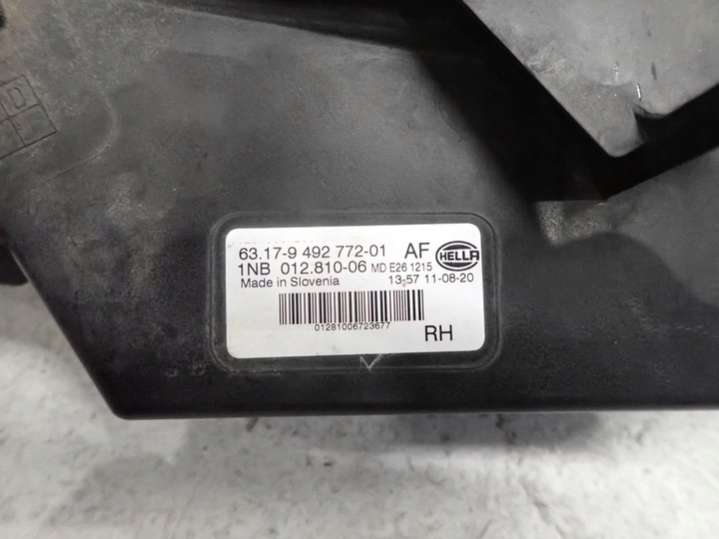 63.17-9 492 772-01 AF HELLA
1NB 012.810-06 MD E26 1215
Made in Slovenia 13:57 11-08-20
01281006723677
RH